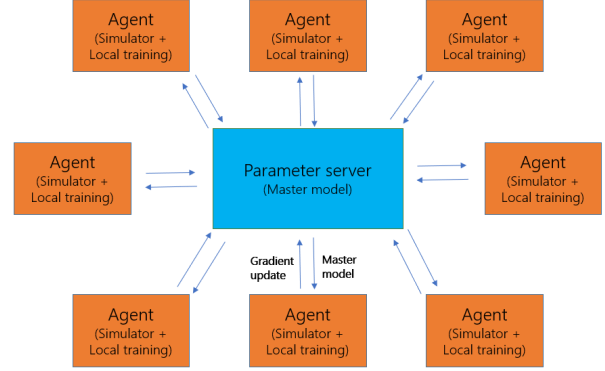 Agent
(Simulator +
Local training)
Agent
(Simulator +
Local training)
Agent
(Simulator +
Local training)
Agent
(Simulator +
Local training)
Parameter server
(Master model)
Agent
(Simulator +
Local training)
Gradient
update
Master
model
Agent
(Simulator +
Local training)
Agent
(Simulator +
Local training)
Agent
(Simulator +
Local training)